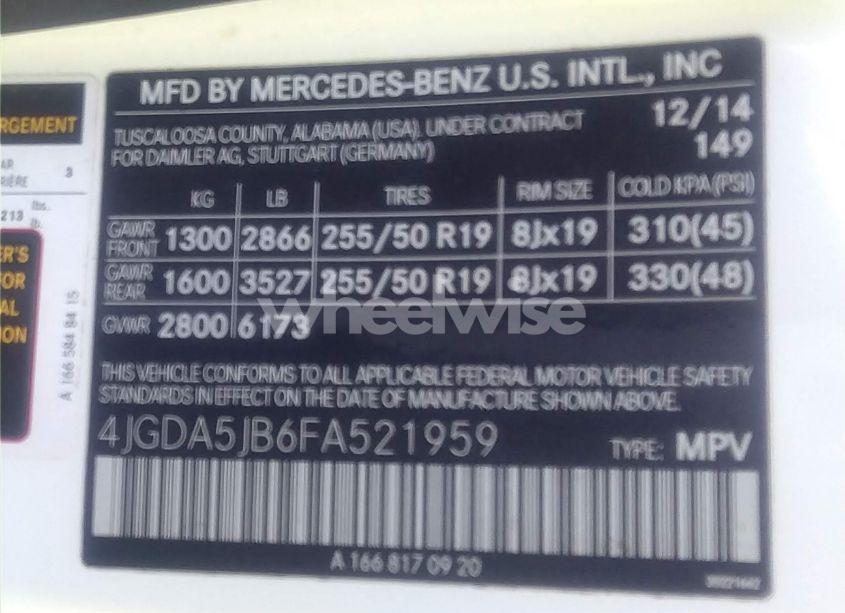 MFD BY MERCEDES-BENZ U.S. INTL., INC
TUSCALOOSA COUNTY, ALABAMA (USA). UNDER CONTRACT
FOR DAIMLER AG, STUTTGART (GERMANY)
12/14
149
KG LB TIRES RIM SIZE COLD KPA (PSI)
GAWR FRONT 1300 2866 255/50 R19 8Jx19 310(45)
GAWR REAR 1600 3527 255/50 R19 8Jx19 330(48)
GVWR 2800 6173
THIS VEHICLE CONFORMS TO ALL APPLICABLE FEDERAL MOTOR VEHICLE SAFETY
STANDARDS IN EFFECT ON THE DATE OF MANUFACTURE SHOWN ABOVE.
4JGDA5JB6FA521959 TYPE: MPV
A 166 817 09 20
wheelwise
RGEMENT
AR
RIÈRE 3
213 lbs.
lb.
ER'S
FOR
AL
ION
A 166 584 84 15